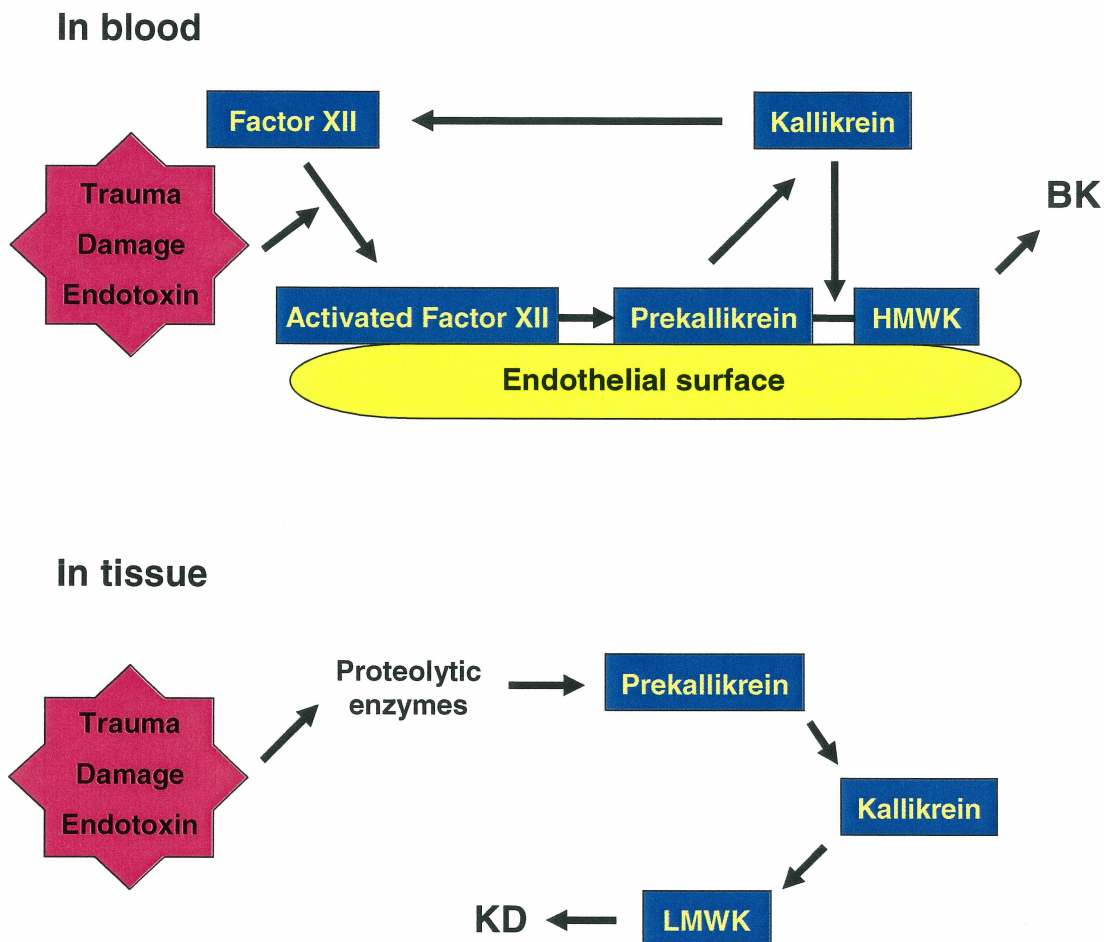 In blood
Factor XII
Kallikrein
Trauma
Damage
Endotoxin
BK
Activated Factor XII
Prekallikrein
HMWK
Endothelial surface
In tissue
Proteolytic
enzymes
Prekallikrein
Trauma
Damage
Endotoxin
Kallikrein
KD
LMWK